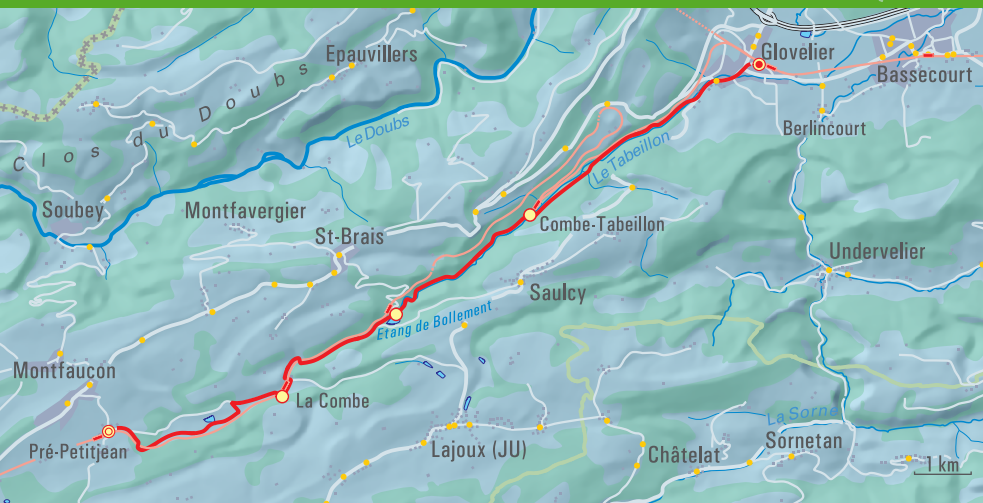 Glovelier
Epauvillers
Bassecourt
Clos du Doubs
Le Doubs
Berlincourt
Le Tabeillon
Soubey
Montfavergier
Combe-Tabeillon
St-Brais
Undervelier
Saulcy
Etang de Bollement
Montfaucon
La Combe
La Sorne
Pré-Petitjean
Lajoux (JU)
Châtelat
Sornetan
1 km